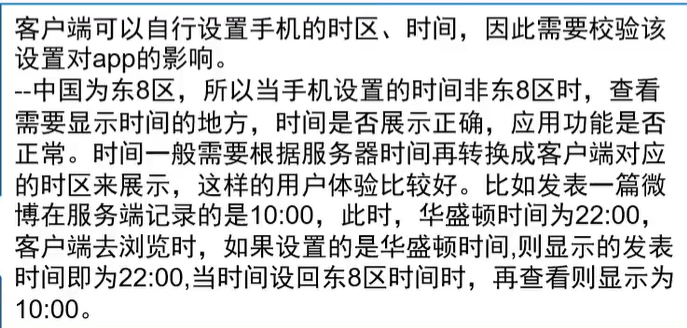 客户端可以自行设置手机的时区、时间，因此需要校验该
设置对app的影响。
--中国为东8区，所以当手机设置的时间非东8区时，查看
需要显示时间的地方，时间是否展示正确，应用功能是否
正常。时间一般需要根据服务器时间再转换成客户端对应
的时区来展示，这样的用户体验比较好。比如发表一篇微
博在服务端记录的是10:00，此时，华盛顿时间为22:00，
客户端去浏览时，如果设置的是华盛顿时间,则显示的发表
时间即为22:00,当时间设回东8区时间时，再查看则显示为
10:00。